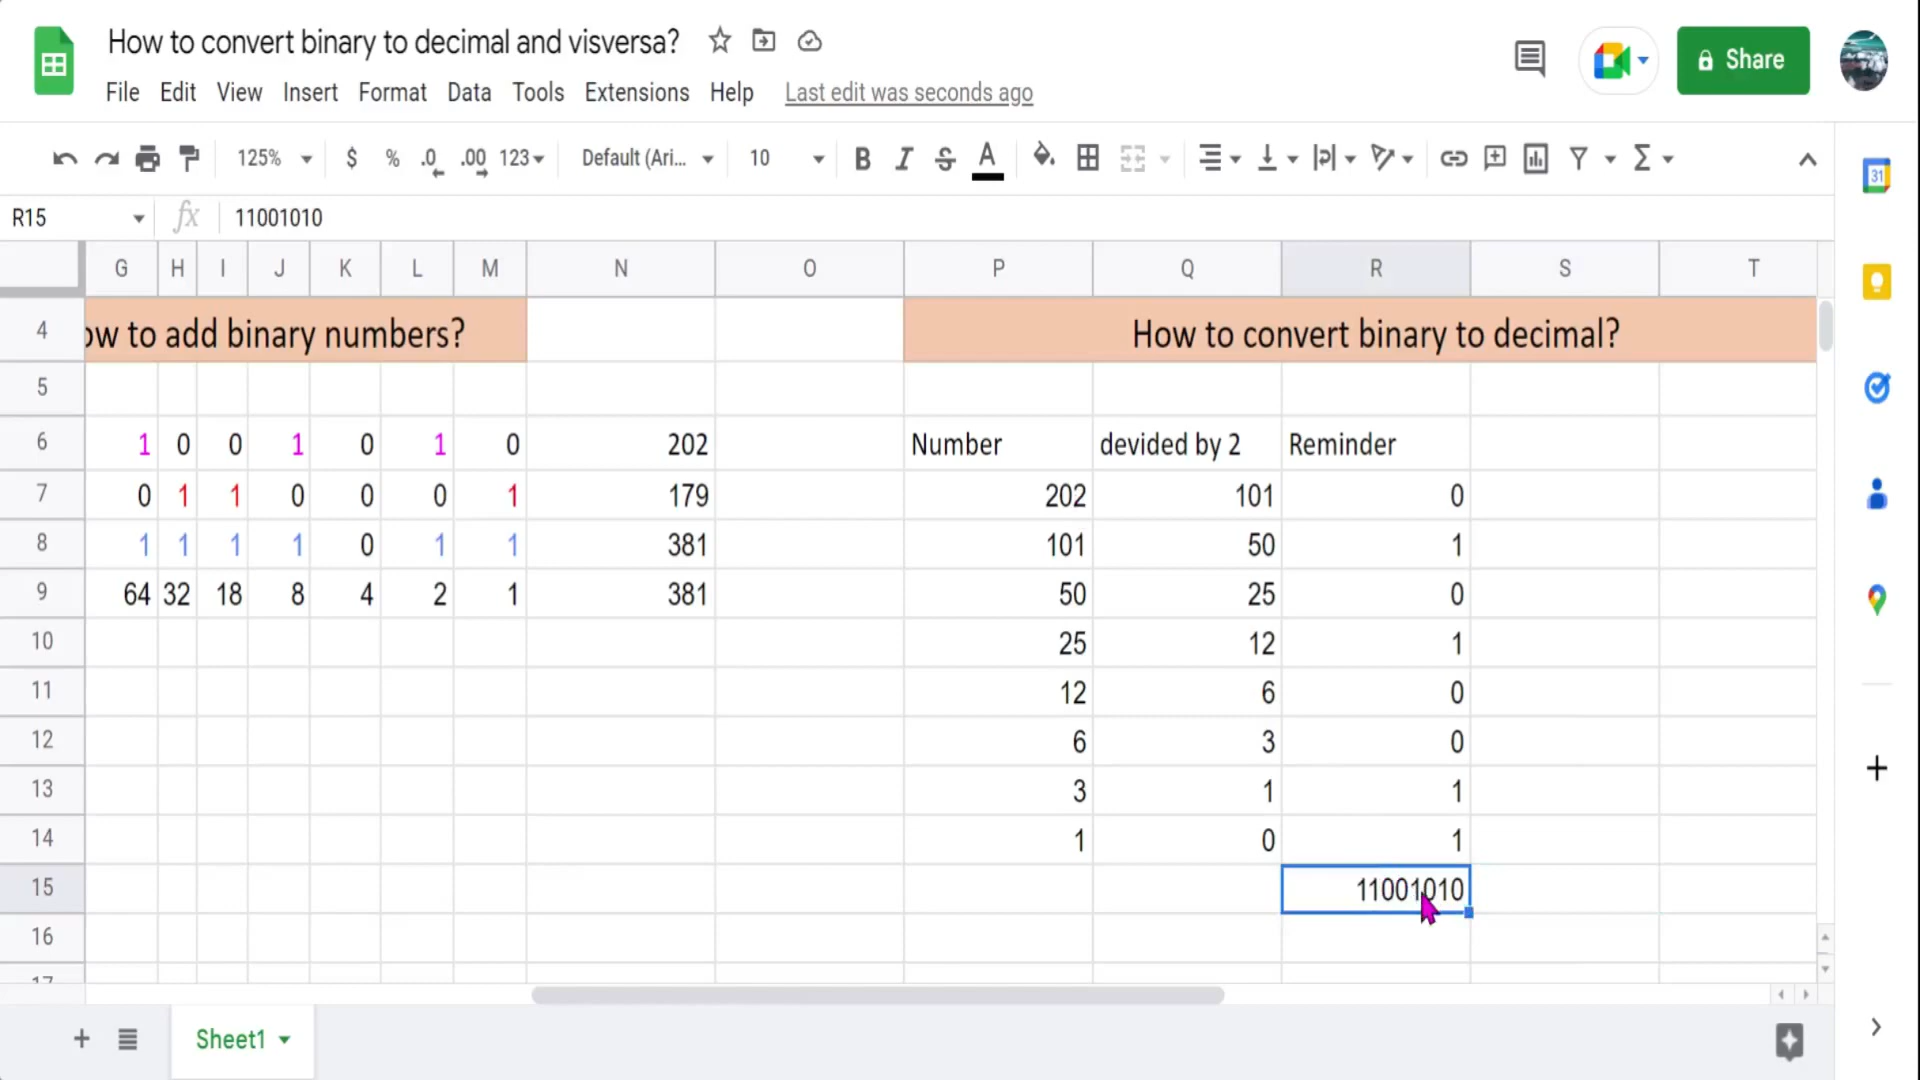 How to convert binary to decimal and visversa?
File Edit View Insert Format Data Tools Extensions Help Last edit was seconds ago
Share
125% $ % .0 .00 123 Default (Ari... 10 B I S A
31
R15 fx 11001010
G H I J K L M N O P Q R S T
4 ow to add binary numbers? How to convert binary to decimal?
5
6 1 0 0 1 0 1 0 202 Number devided by 2 Reminder
7 0 1 1 0 0 0 1 179 202 101 0
8 1 1 1 1 0 1 1 381 101 50 1
9 64 32 18 8 4 2 1 381 50 25 0
10 25 12 1
11 12 6 0
12 6 3 0
13 3 1 1
14 1 0 1
15 11001010
16
17
Sheet1